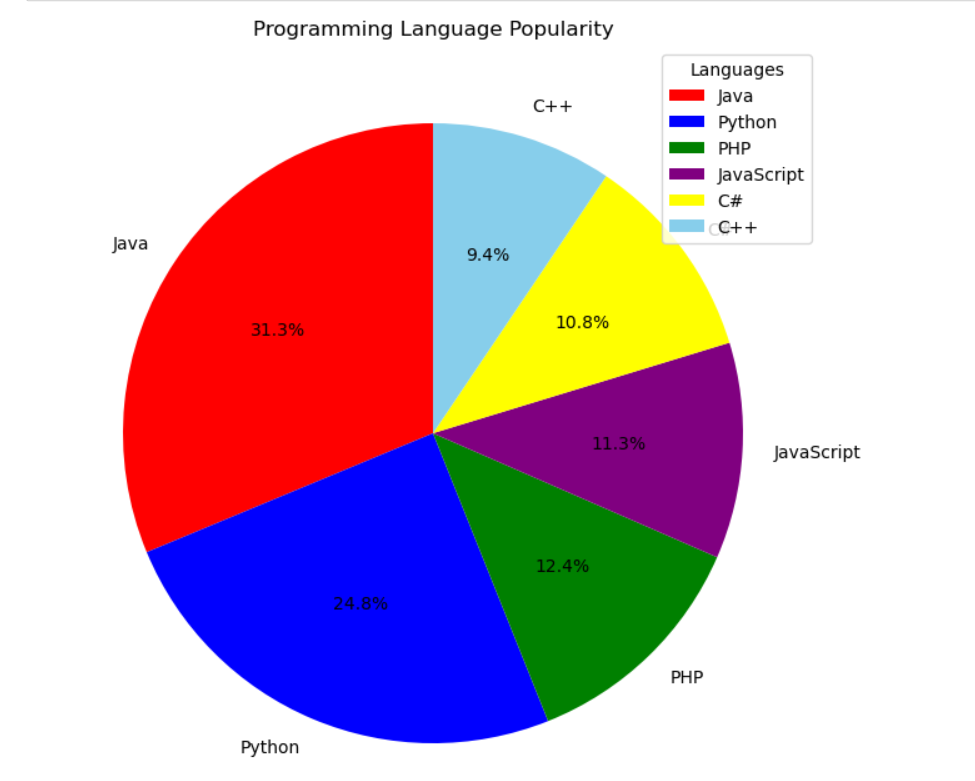 Programming Language Popularity
Languages
Java
Python
PHP
JavaScript
C#
C++
C++
Java
9.4%
31.3%
10.8%
11.3%
JavaScript
12.4%
24.8%
PHP
Python